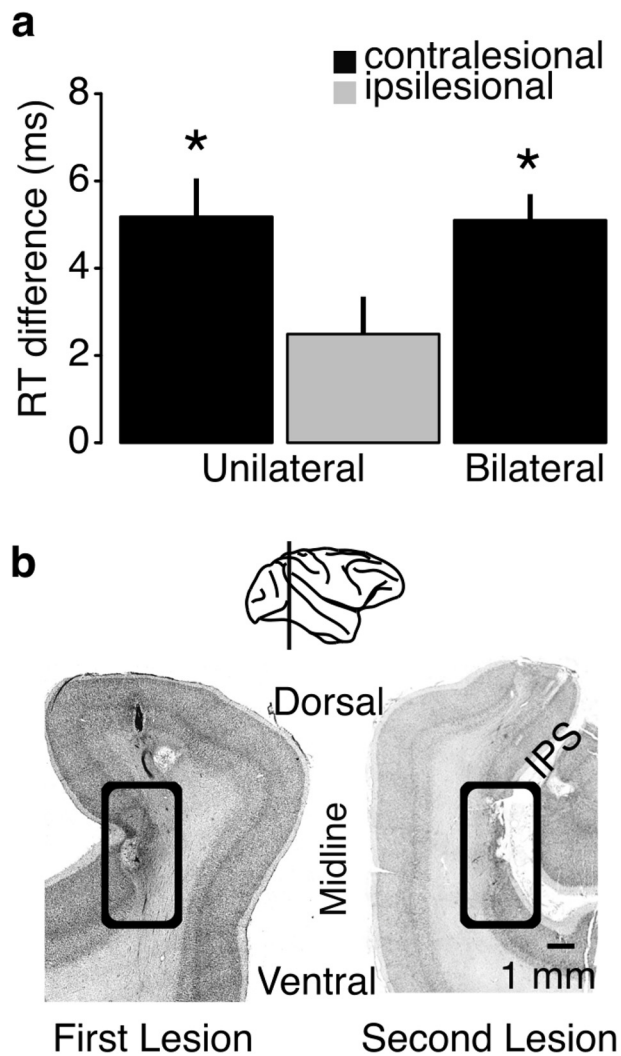 a
contralesional
ipsilesional
RT difference (ms)
8
6
4
2
0
*
*
Unilateral
Bilateral
b
Dorsal
IPS
Midline
Ventral
1 mm
First Lesion
Second Lesion